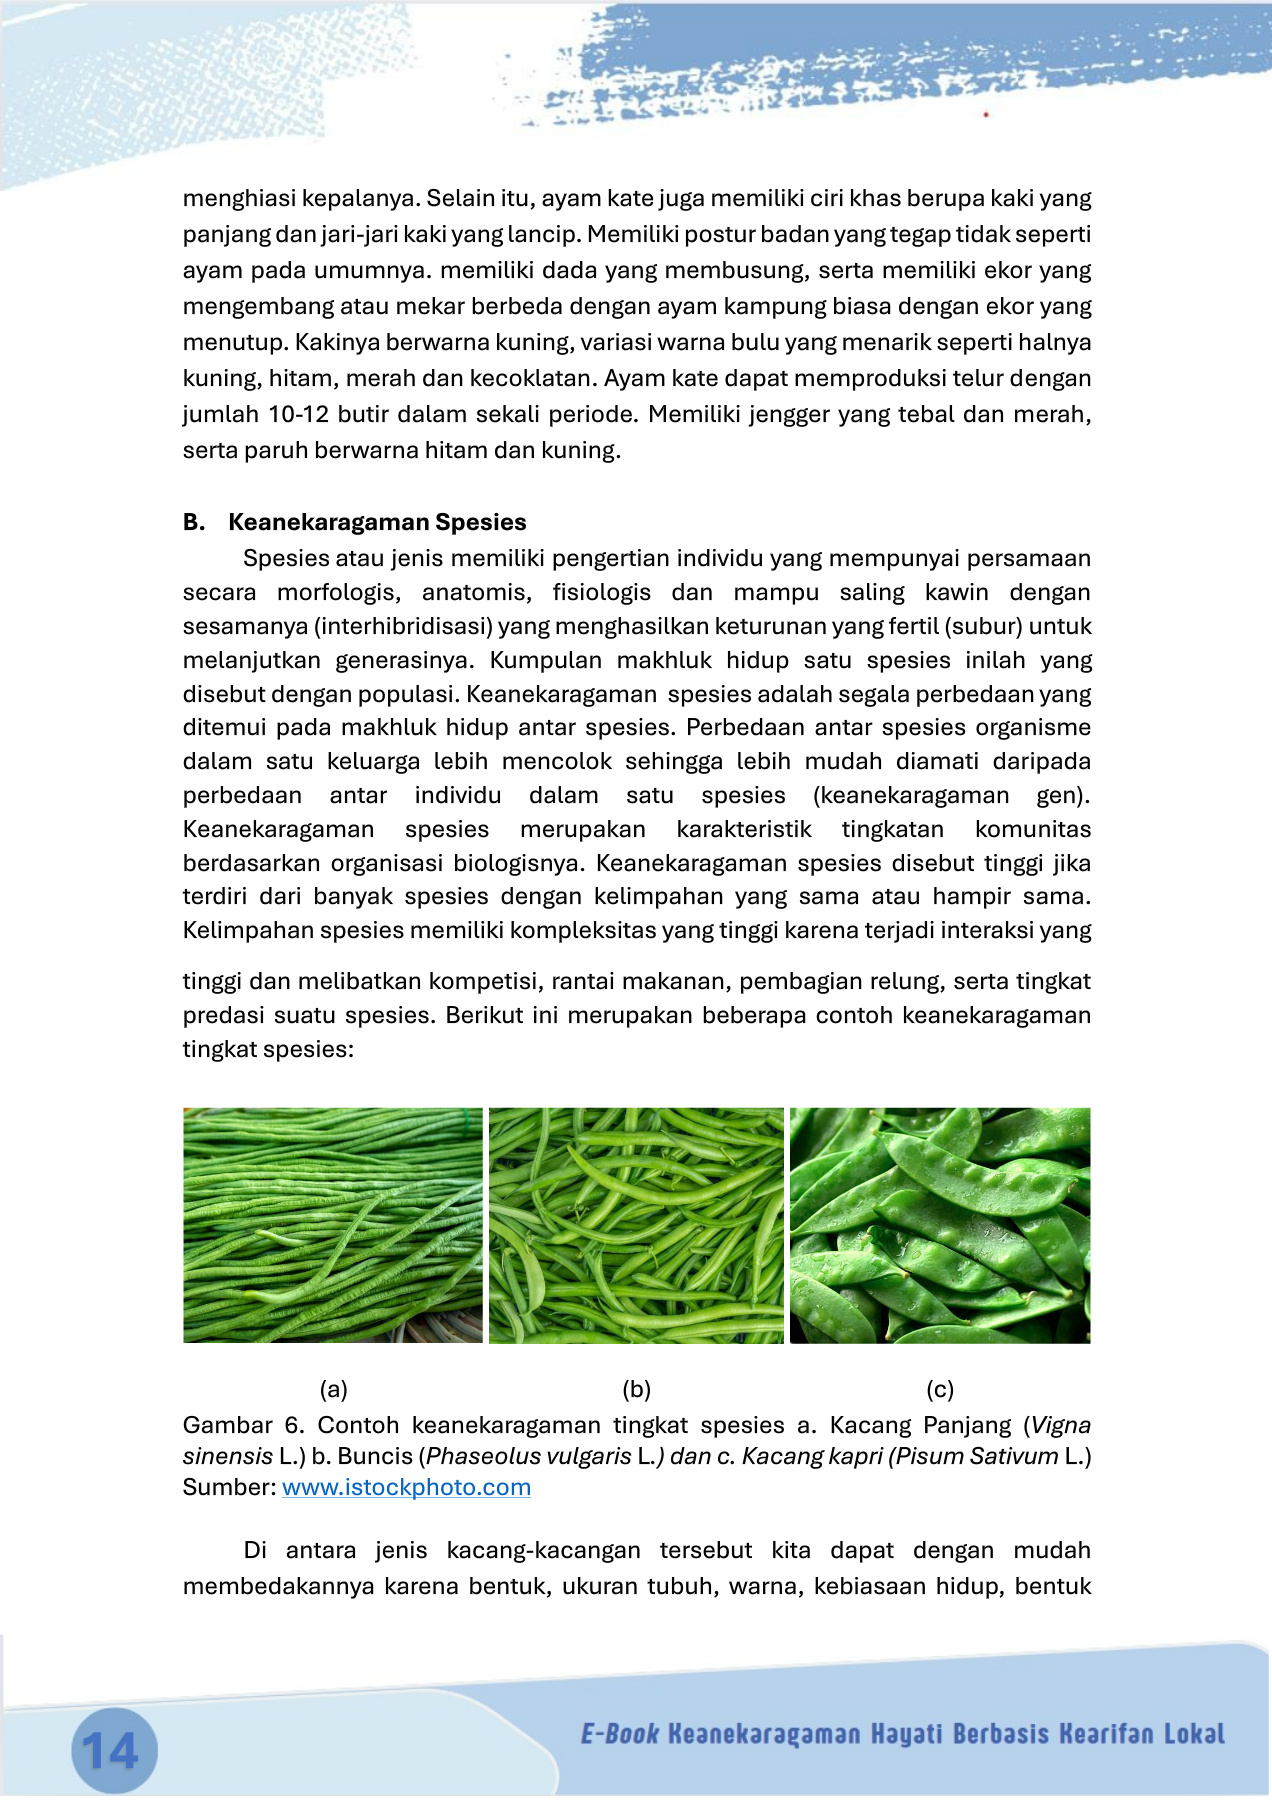 menghiasi kepalanya. Selain itu, ayam kate juga memiliki ciri khas berupa kaki yang
panjang dan jari-jari kaki yang lancip. Memiliki postur badan yang tegap tidak seperti
ayam pada umumnya. memiliki dada yang membusung, serta memiliki ekor yang
mengembang atau mekar berbeda dengan ayam kampung biasa dengan ekor yang
menutup. Kakinya berwarna kuning, variasi warna bulu yang menarik seperti halnya
kuning, hitam, merah dan kecoklatan. Ayam kate dapat memproduksi telur dengan
jumlah 10-12 butir dalam sekali periode. Memiliki jengger yang tebal dan merah,
serta paruh berwarna hitam dan kuning.
B. Keanekaragaman Spesies
Spesies atau jenis memiliki pengertian individu yang mempunyai persamaan
secara morfologis, anatomis, fisiologis dan mampu saling kawin dengan
sesamanya (interhibridisasi) yang menghasilkan keturunan yang fertil (subur) untuk
melanjutkan generasinya. Kumpulan makhluk hidup satu spesies inilah yang
disebut dengan populasi. Keanekaragaman spesies adalah segala perbedaan yang
ditemui pada makhluk hidup antar spesies. Perbedaan antar spesies organisme
dalam satu keluarga lebih mencolok sehingga lebih mudah diamati daripada
perbedaan antar individu dalam satu spesies (keanekaragaman gen).
Keanekaragaman spesies merupakan karakteristik tingkatan komunitas
berdasarkan organisasi biologisnya. Keanekaragaman spesies disebut tinggi jika
terdiri dari banyak spesies dengan kelimpahan yang sama atau hampir sama.
Kelimpahan spesies memiliki kompleksitas yang tinggi karena terjadi interaksi yang
tinggi dan melibatkan kompetisi, rantai makanan, pembagian relung, serta tingkat
predasi suatu spesies. Berikut ini merupakan beberapa contoh keanekaragaman
tingkat spesies:
(a) (b) (c)
Gambar 6. Contoh keanekaragaman tingkat spesies a. Kacang Panjang (Vigna
sinensis L.) b. Buncis (Phaseolus vulgaris L.) dan c. Kacang kapri (Pisum Sativum L.)
Sumber: www.istockphoto.com
Di antara jenis kacang-kacangan tersebut kita dapat dengan mudah
membedakannya karena bentuk, ukuran tubuh, warna, kebiasaan hidup, bentuk
14
E-Book Keanekaragaman Hayati Berbasis Kearifan Lokal